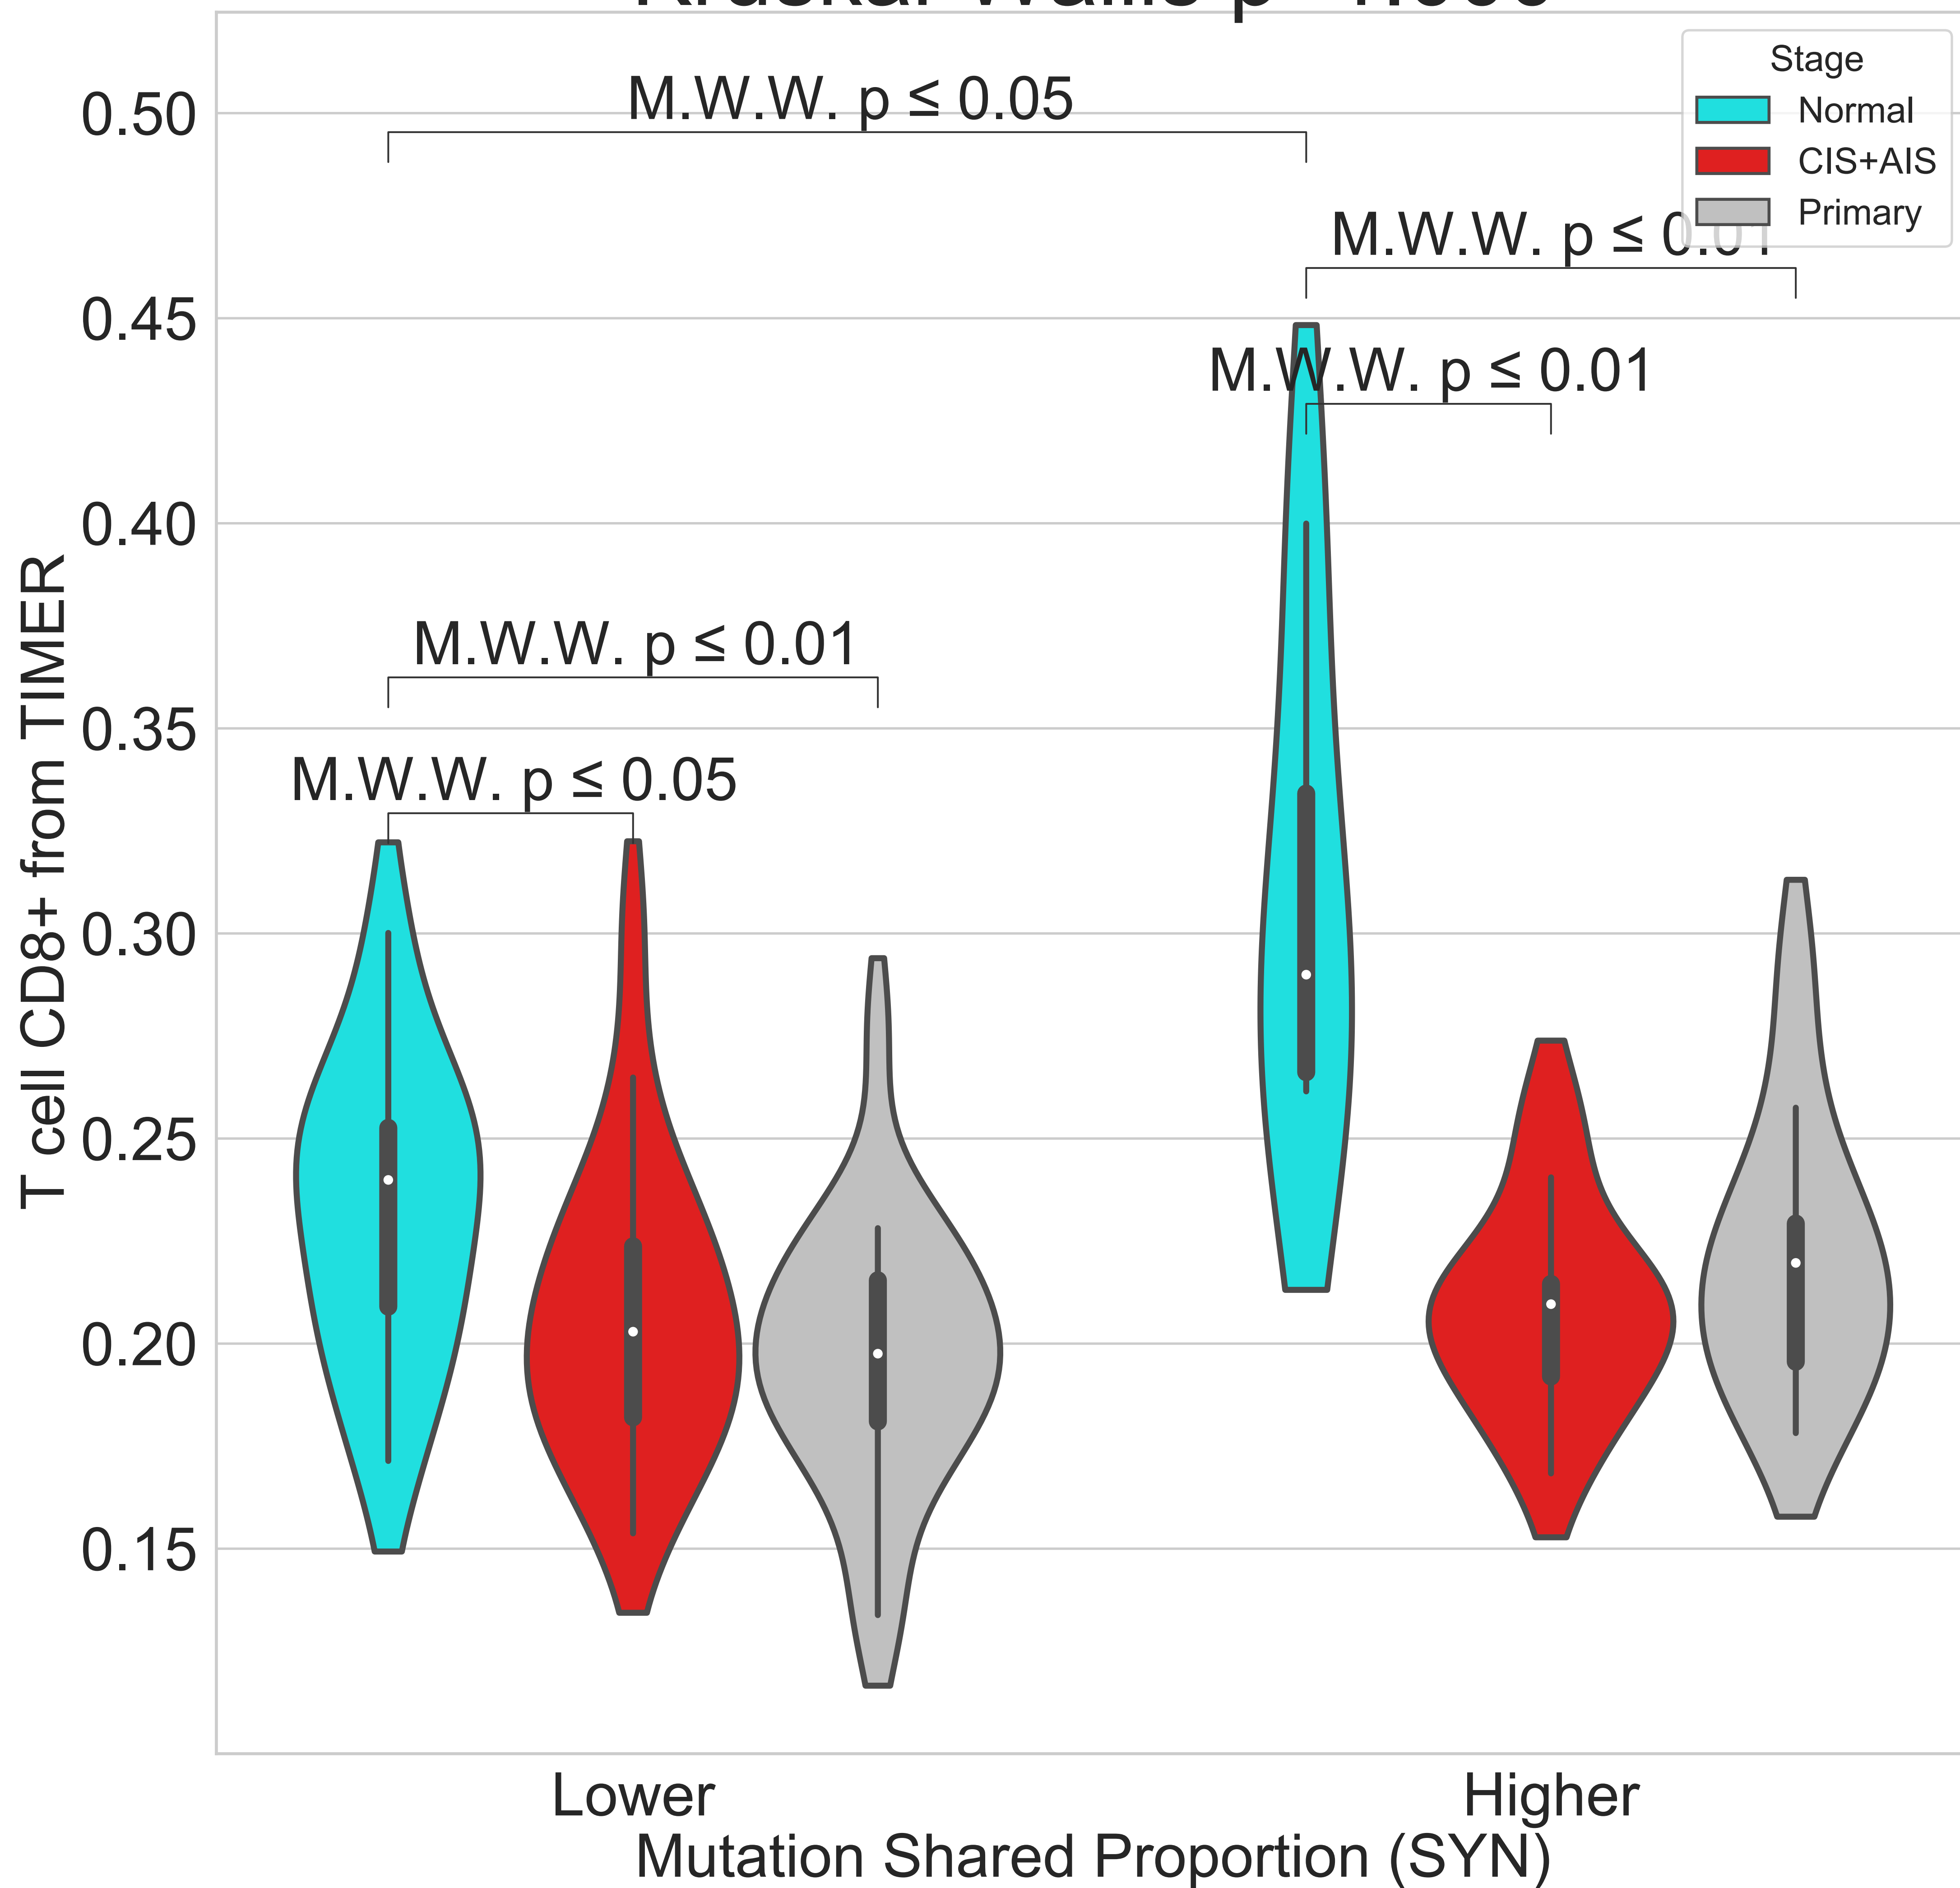 Stage
Normal
CIS+AIS
Primary
M.W.W. p ≤ 0.05
M.W.W. p ≤ 0.01
M.W.W. p ≤ 0.01
M.W.W. p ≤ 0.01
M.W.W. p ≤ 0.05
T cell CD8+ from TIMER
0.50
0.45
0.40
0.35
0.30
0.25
0.20
0.15
Lower
Higher
Mutation Shared Proportion (SYN)